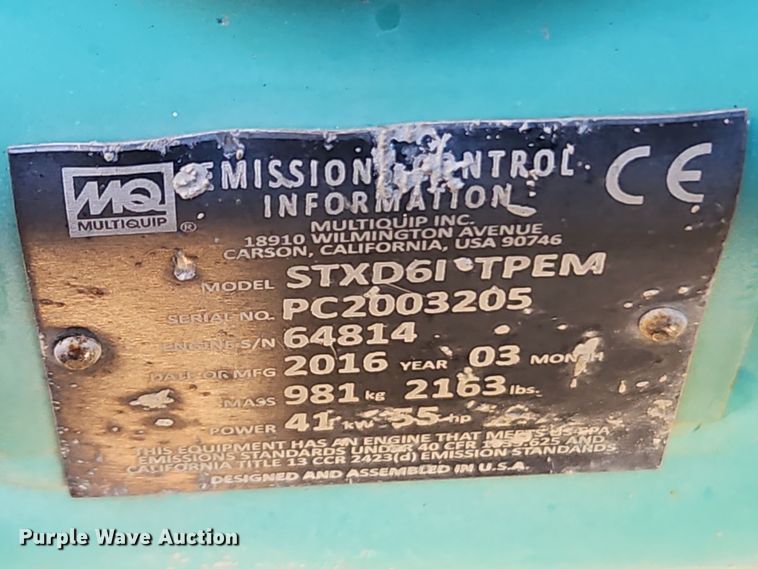 MQ
MULTIQUIP ®
EMISSION CONTROL
INFORMATION
CE
MULTIQUIP INC.
18910 WILMINGTON AVENUE
CARSON, CALIFORNIA, USA 90746
MODEL STXD6I TPEM
SERIAL NO. PC2003205
ENGINE S/N 64814
DATE OF MFG 2016 YEAR 03 MONTH
MASS 981 kg 2163 lbs.
POWER 41 kW 55 hp
THIS EQUIPMENT HAS AN ENGINE THAT MEETS US EPA
EMISSIONS STANDARDS UNDER 40 CFR
CALIFORNIA TITLE 13 CCR 2423(d) EMISSION STANDARDS
DESIGNED AND ASSEMBLED IN U.S.A.
Purple Wave Auction